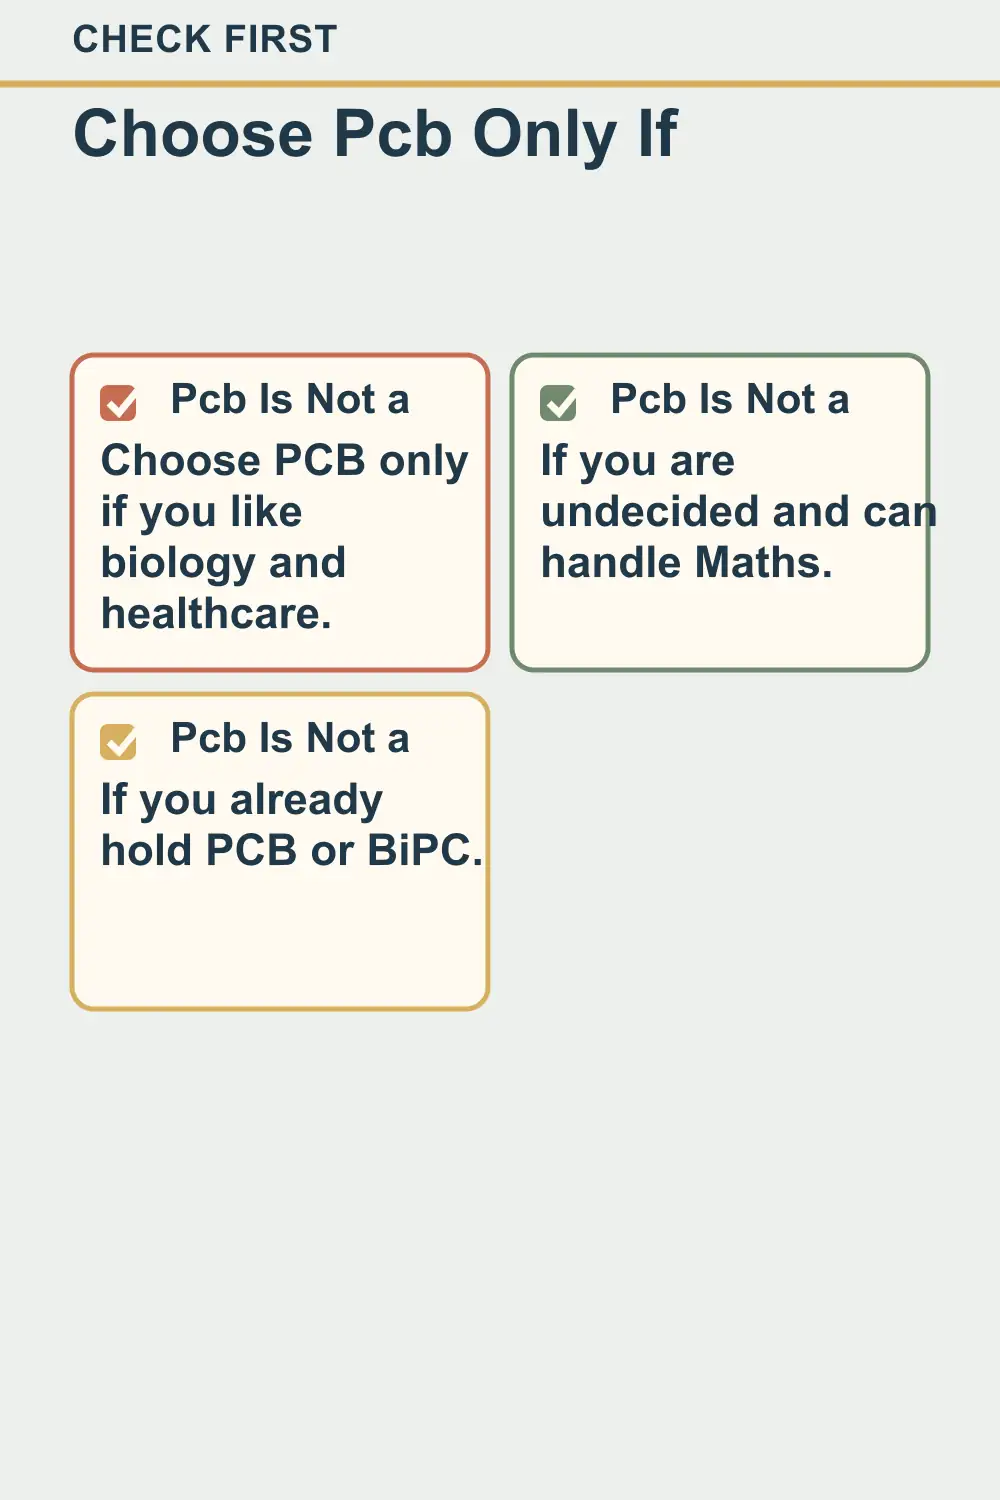 CHECK FIRST
Choose Pcb Only If
Pcb Is Not a
Choose PCB only
if you like
biology and
healthcare.
Pcb Is Not a
If you are
undecided and can
handle Maths.
Pcb Is Not a
If you already
hold PCB or BiPC.